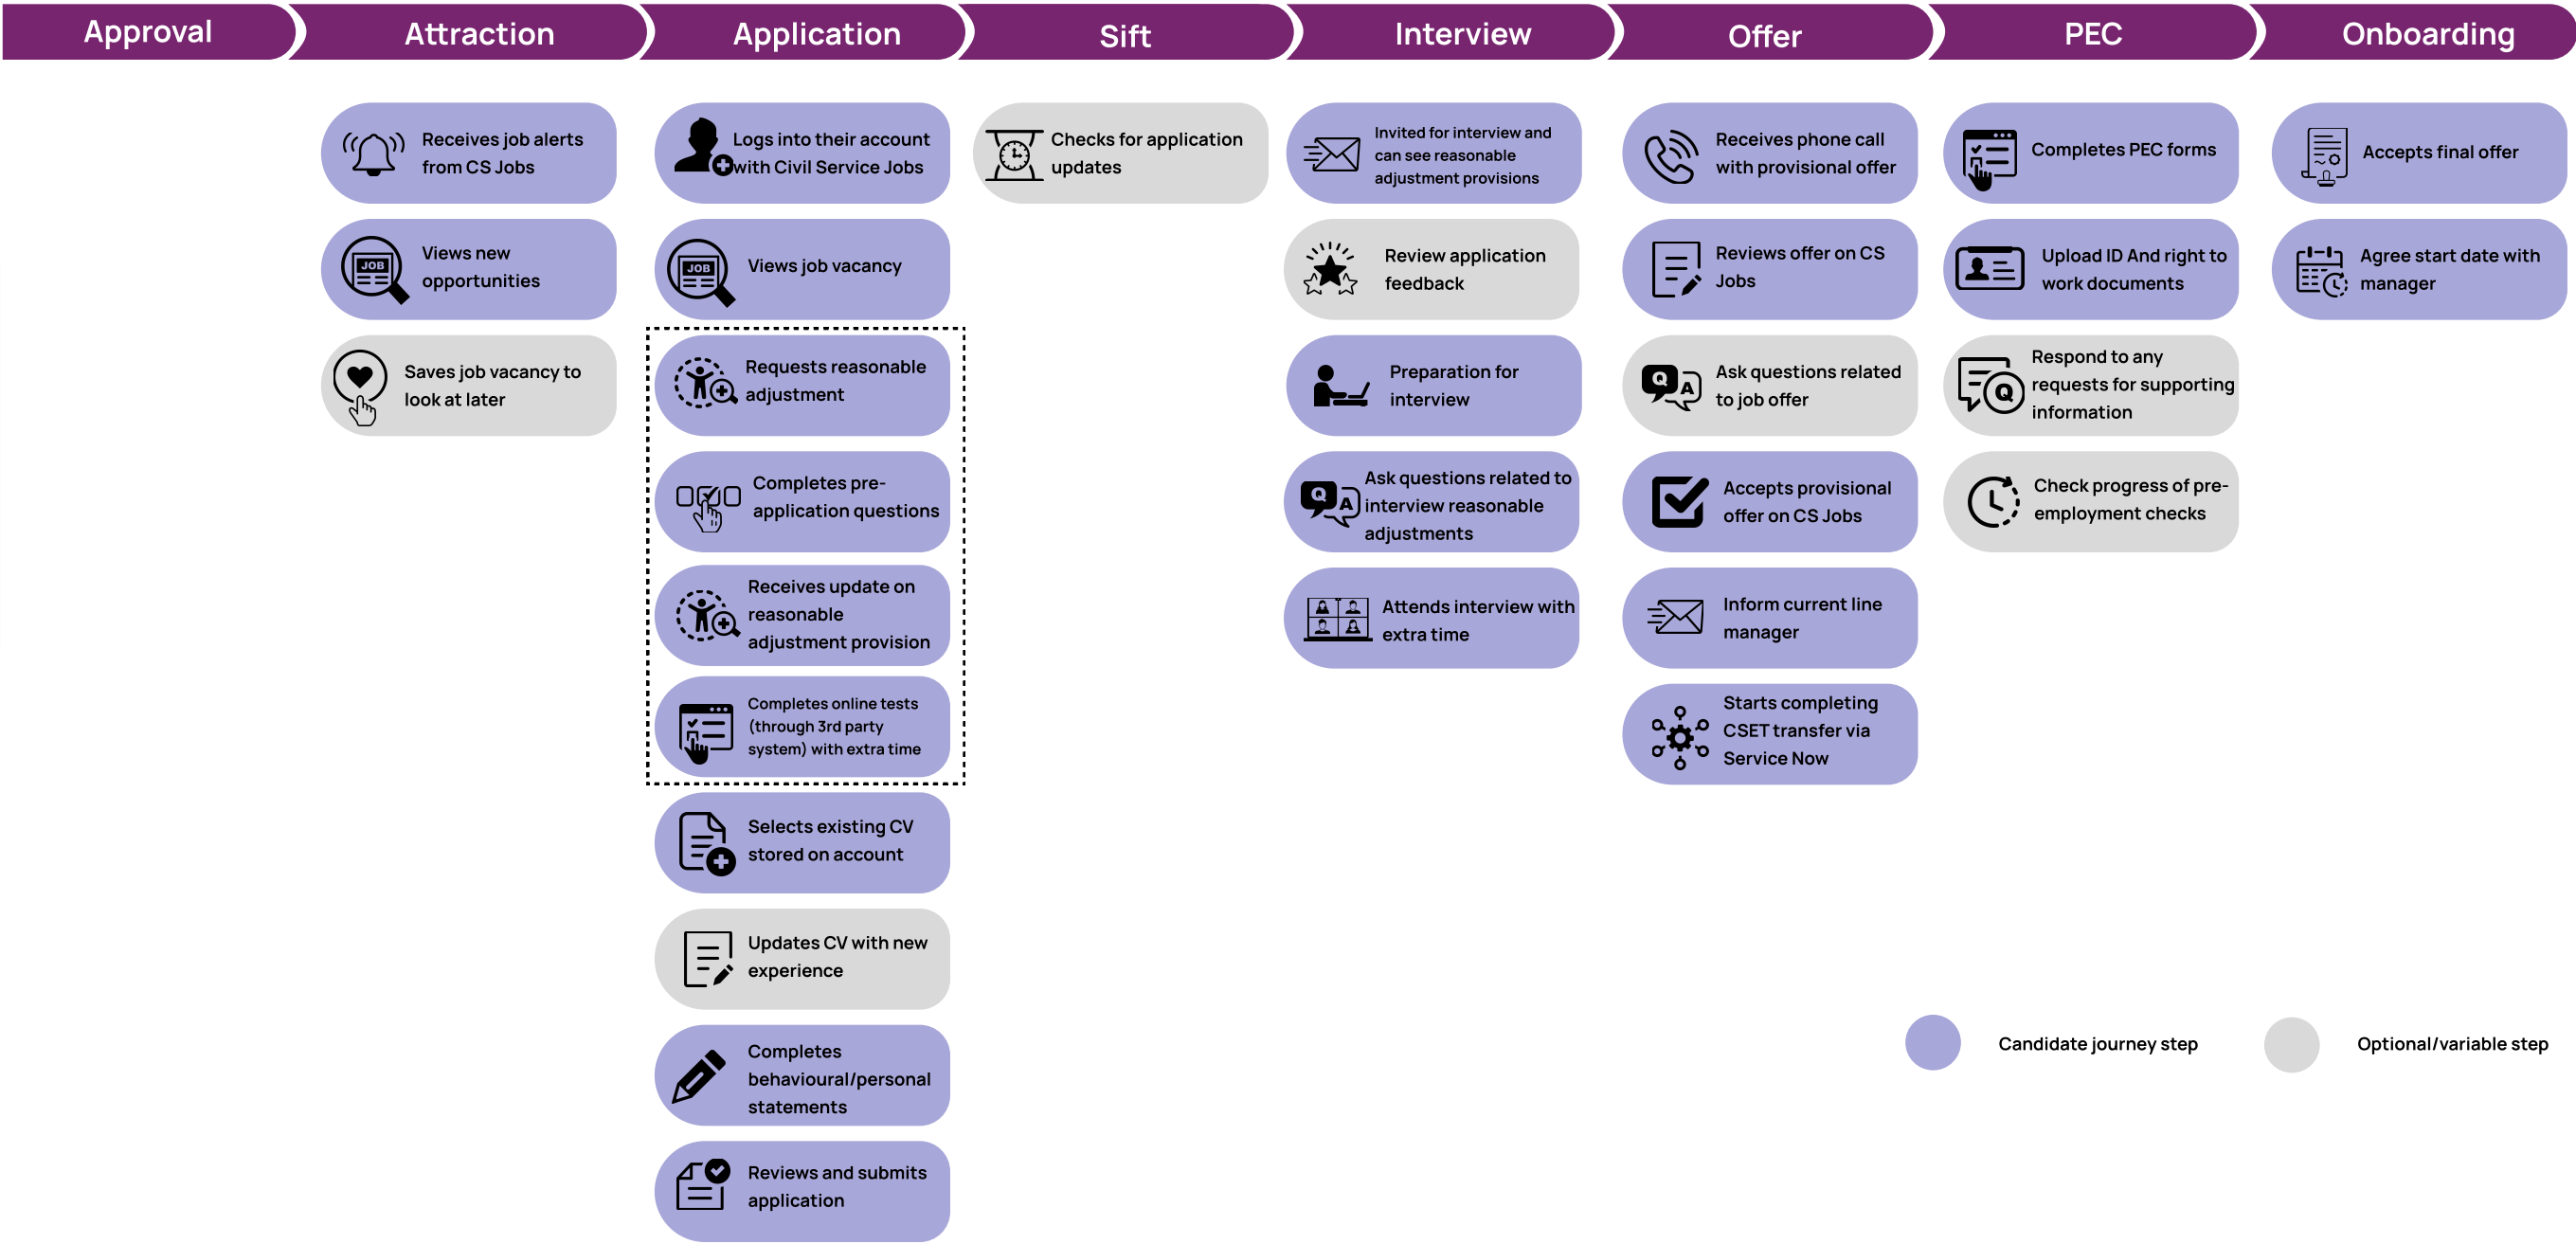 Approval
Attraction
Application
Sift
Interview
Offer
PEC
Onboarding
Receives job alerts
from CS Jobs
JOB
Views new
opportunities
Saves job vacancy to
look at later
Logs into their account
with Civil Service Jobs
JOB
Views job vacancy
Requests reasonable
adjustment
Completes pre-
application questions
Receives update on
reasonable
adjustment provision
Completes online tests
(through 3rd party
system) with extra time
Selects existing CV
stored on account
Updates CV with new
experience
Completes
behavioural/personal
statements
Reviews and submits
application
Checks for application
updates
Invited for interview and
can see reasonable
adjustment provisions
Review application
feedback
Preparation for
interview
Q
A
Ask questions related to
interview reasonable
adjustments
Attends interview with
extra time
Receives phone call
with provisional offer
Reviews offer on CS
Jobs
Q
A
Ask questions related
to job offer
Accepts provisional
offer on CS Jobs
Inform current line
manager
Starts completing
CSET transfer via
Service Now
Completes PEC forms
Upload ID And right to
work documents
Q
Respond to any
requests for supporting
information
Check progress of pre-
employment checks
Accepts final offer
Agree start date with
manager
Candidate journey step
Optional/variable step